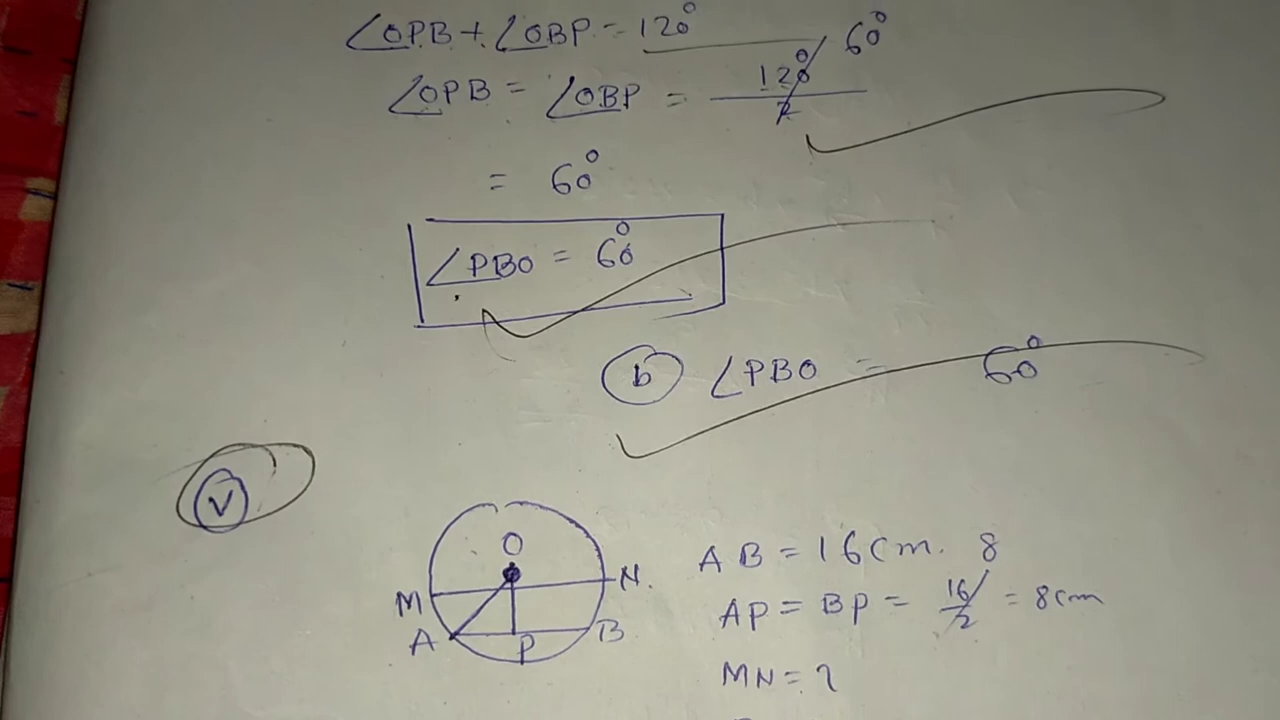 ∠OPB + ∠OBP = 120°
∠OPB = ∠OBP = 120°/2 60°
= 60°
∠PBO = 60°
(b) ∠PBO = 60°
(v)
O
M N.
A P B
AB = 16cm.
AP = BP = 16/2 8 = 8cm
MN = ?